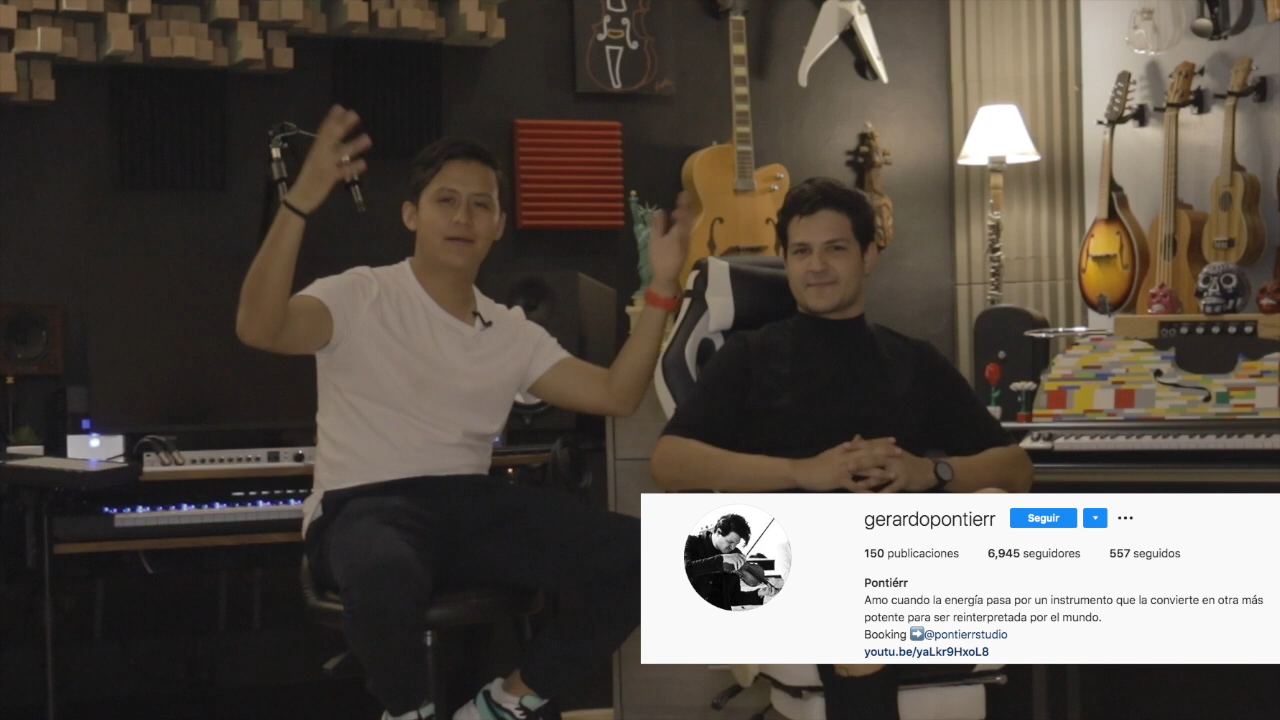 gerardopontierr Seguir
150 publicaciones 6,945 seguidores 557 seguidos
Pontiérr
Amo cuando la energía pasa por un instrumento que la convierte en otra más
potente para ser reinterpretada por el mundo.
Booking ➡️@pontierrstudio
youtu.be/yaLkr9HxoL8